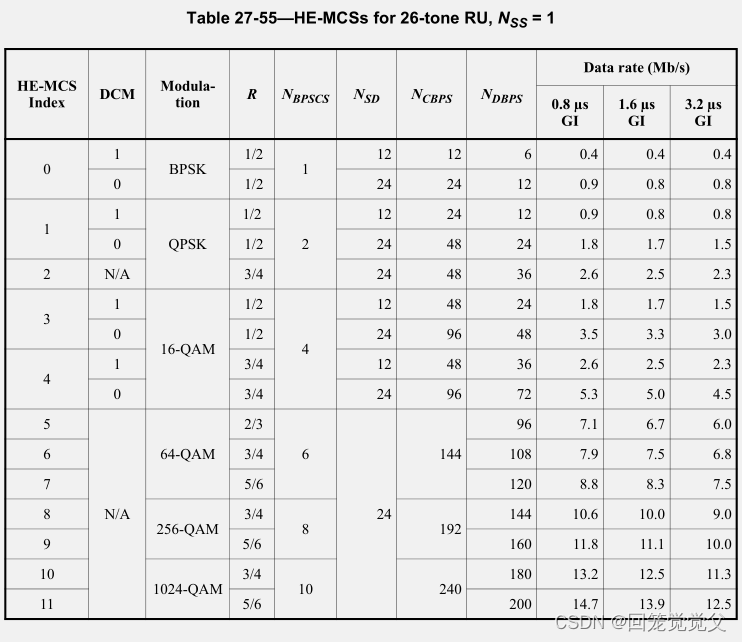 Table 27-55—HE-MCSs for 26-tone RU, NSS = 1
HE-MCS Index DCM Modula-tion R NBPSCS NSD NCBPS NDBPS Data rate (Mb/s)
0.8 µs GI 1.6 µs GI 3.2 µs GI
0 1 BPSK 1/2 1 12 12 6 0.4 0.4 0.4
0 1/2 24 24 12 0.9 0.8 0.8
1 1 QPSK 1/2 2 12 24 12 0.9 0.8 0.8
0 1/2 24 48 24 1.8 1.7 1.5
2 N/A 3/4 24 48 36 2.6 2.5 2.3
3 1 16-QAM 1/2 4 12 48 24 1.8 1.7 1.5
0 1/2 24 96 48 3.5 3.3 3.0
4 1 3/4 12 48 36 2.6 2.5 2.3
0 3/4 24 96 72 5.3 5.0 4.5
5 N/A 64-QAM 2/3 6 24 144 96 7.1 6.7 6.0
6 3/4 108 7.9 7.5 6.8
7 5/6 120 8.8 8.3 7.5
8 256-QAM 3/4 8 192 144 10.6 10.0 9.0
9 5/6 160 11.8 11.1 10.0
10 1024-QAM 3/4 10 240 180 13.2 12.5 11.3
11 5/6 200 14.7 13.9 12.5
CSDN @回笼觉觉父